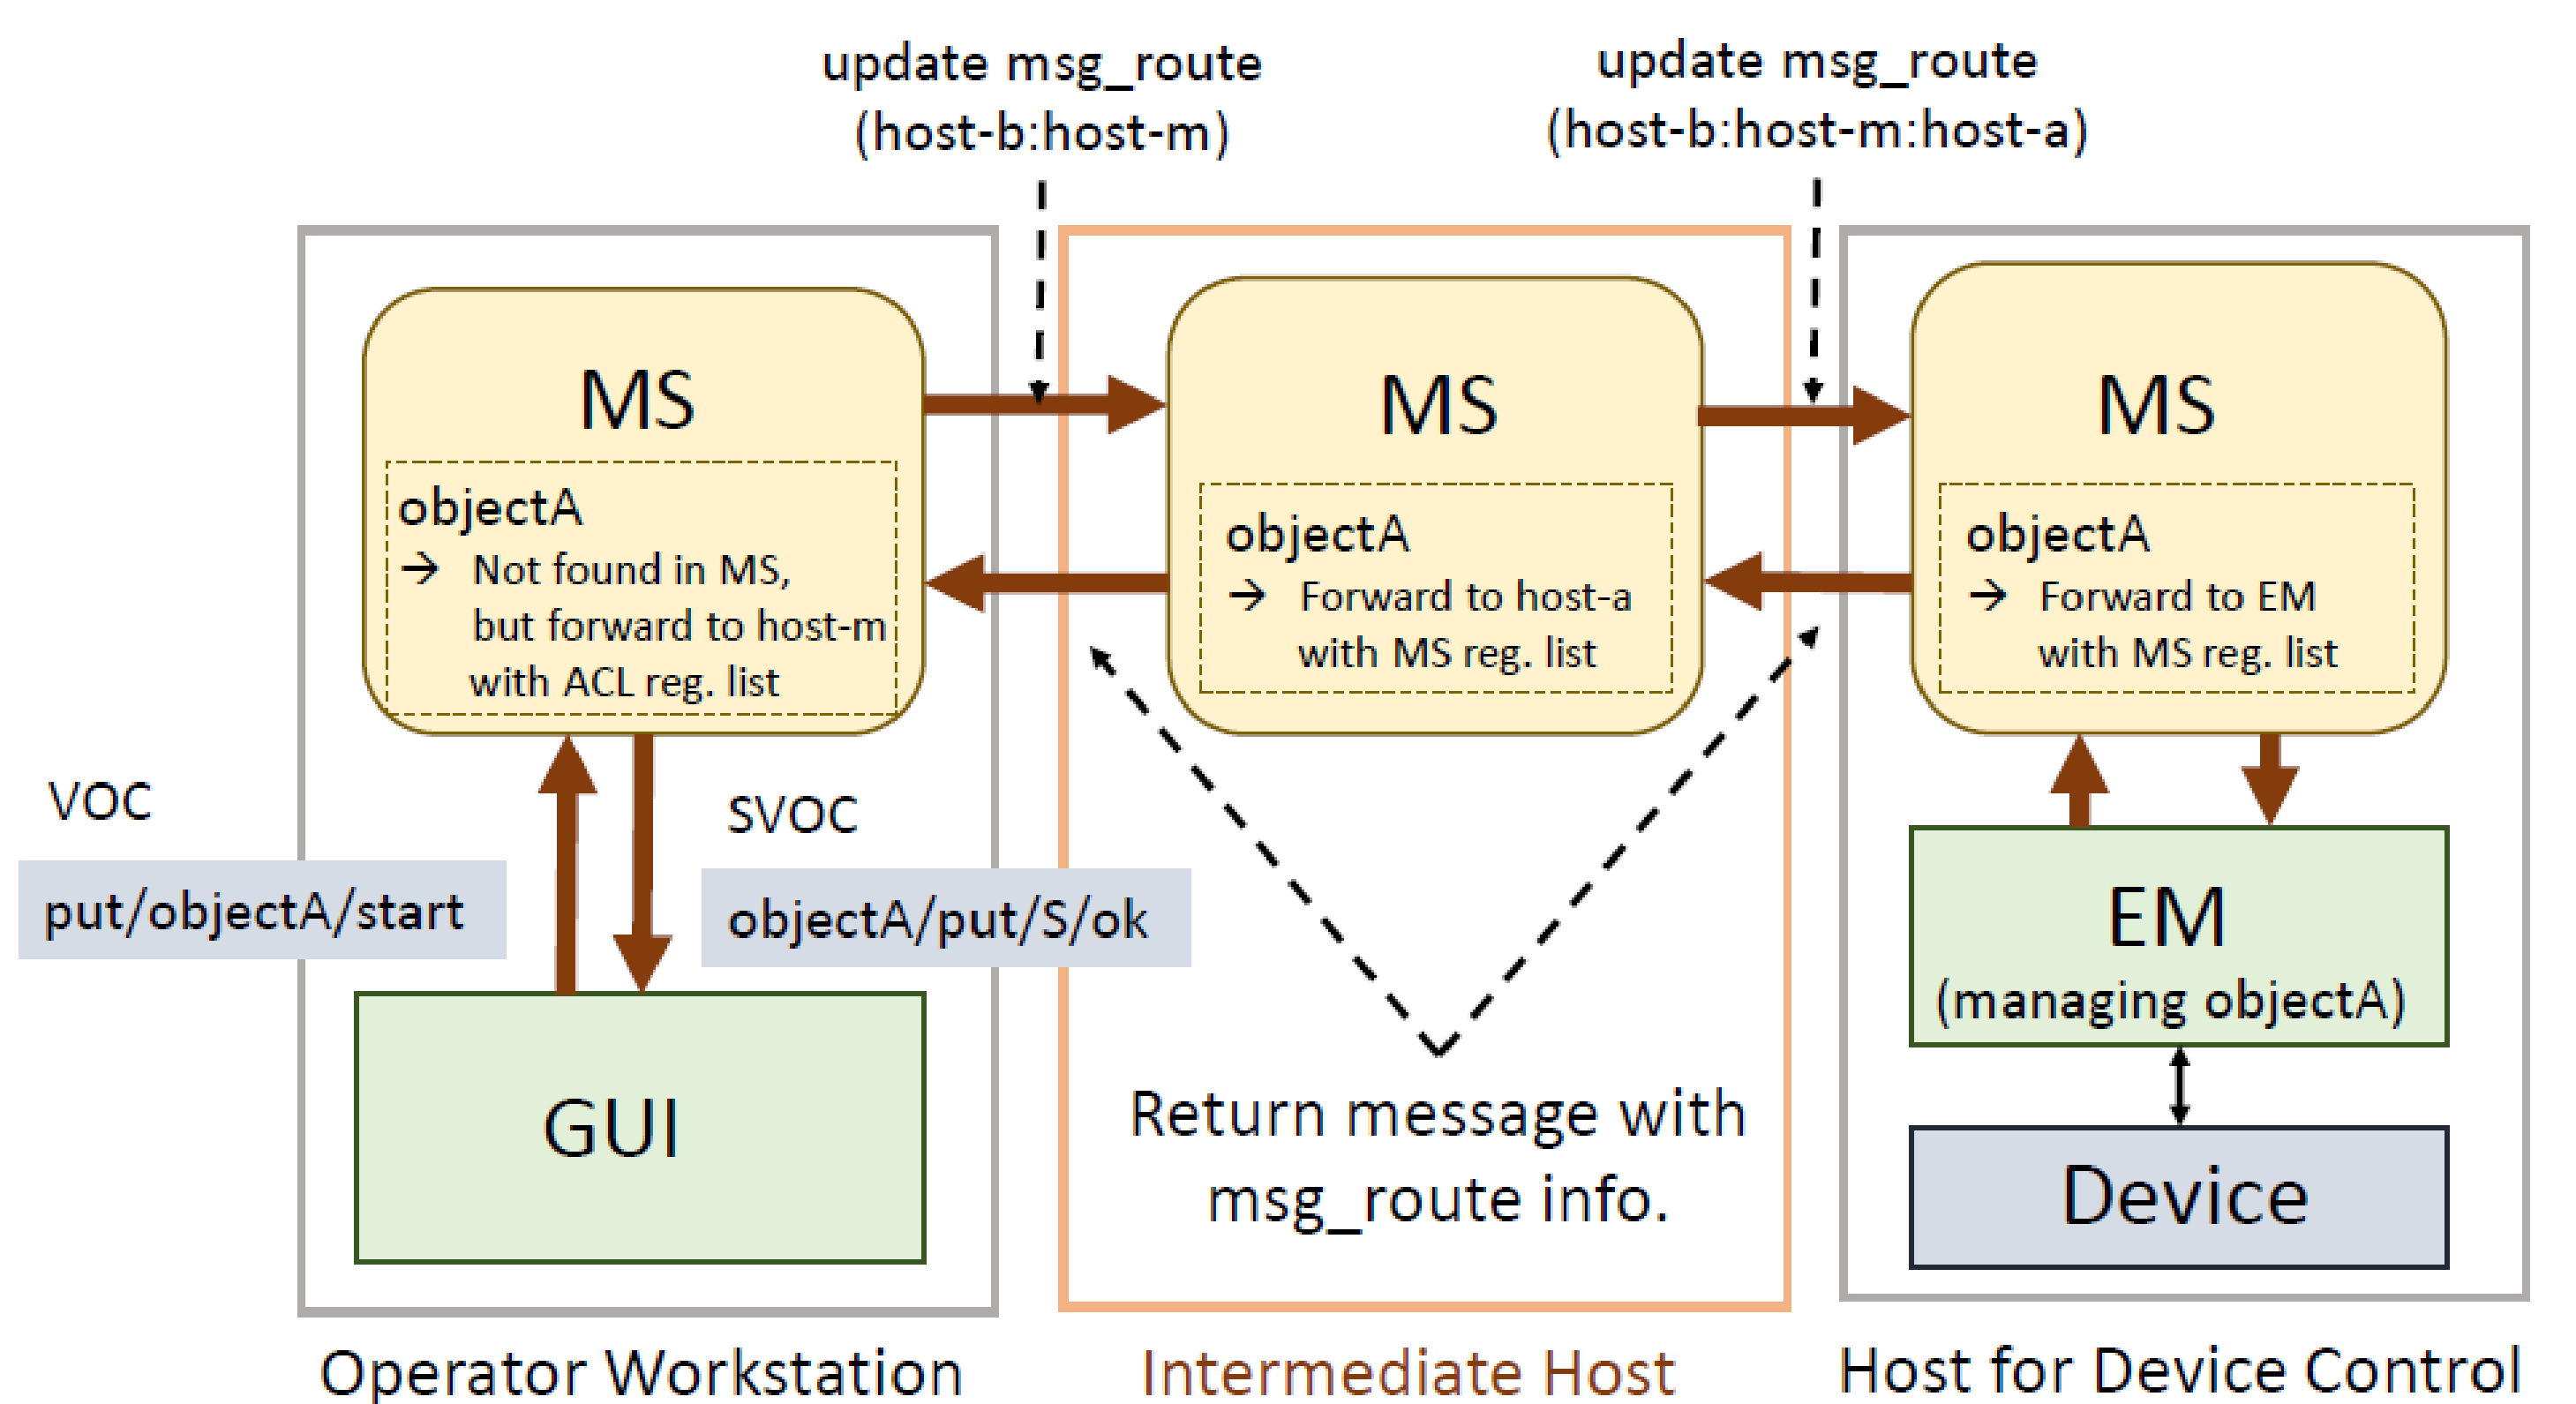 update msg_route
(host-b:host-m)
update msg_route
(host-b:host-m:host-a)
MS
objectA
→ Not found in MS,
but forward to host-m
with ACL reg. list
MS
objectA
→ Forward to host-a
with MS reg. list
MS
objectA
→ Forward to EM
with MS reg. list
VOC
put/objectA/start
SVOC
objectA/put/S/ok
GUI
Return message with
msg_route info.
EM
(managing objectA)
Device
Operator Workstation
Intermediate Host
Host for Device Control